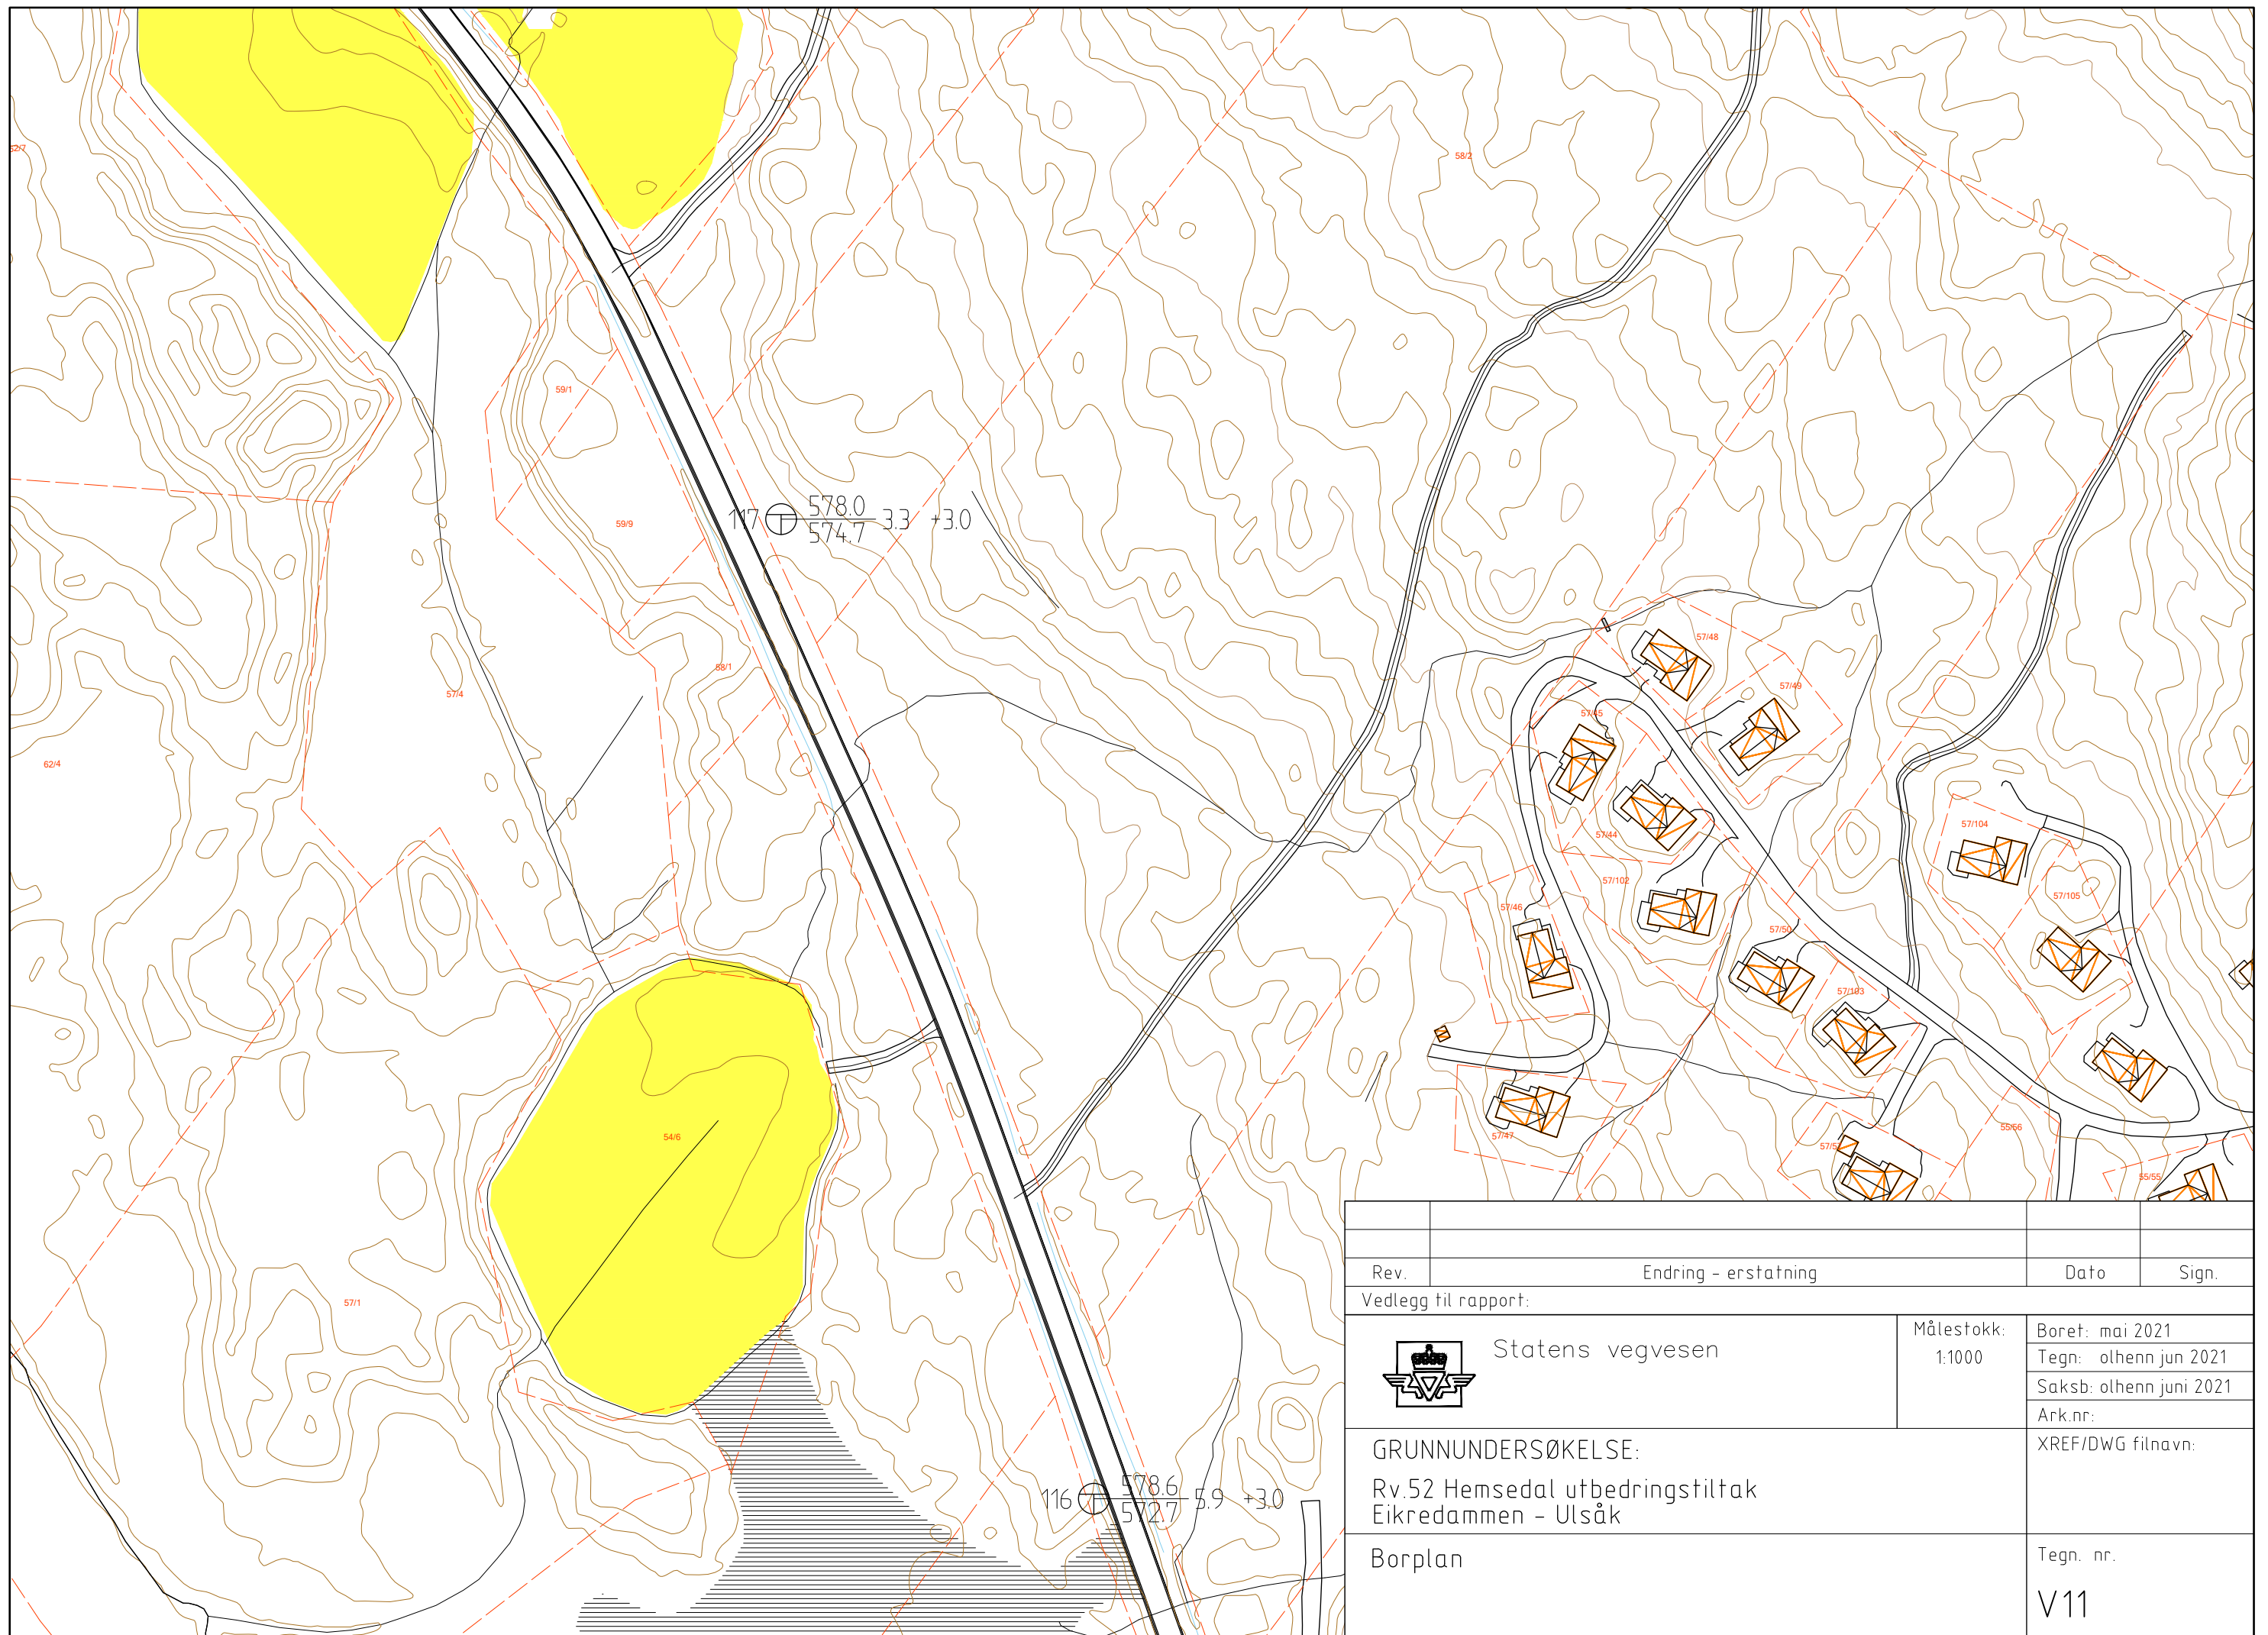 52/7
58/2
59/1
59/9
117 578.0 3.3 +3.0
574.7
58/1
57/4
62/4
57/48
57/49
57/45
57/44
57/102
57/46
57/50
57/103
57/104
57/105
54/6
57/47
55/56
55/55
57/1
116 578.6 5.9 +3.0
572.7
Rev. Endring - erstatning Dato Sign.
Vedlegg til rapport:
Statens vegvesen
Målestokk:
1:1000
Boret: mai 2021
Tegn: olhenn jun 2021
Saksb: olhenn juni 2021
Ark.nr:
GRUNNUNDERSØKELSE:
Rv.52 Hemsedal utbedringstiltak
Eikredammen - Ulsåk
XREF/DWG filnavn:
Borplan
Tegn. nr.
V11